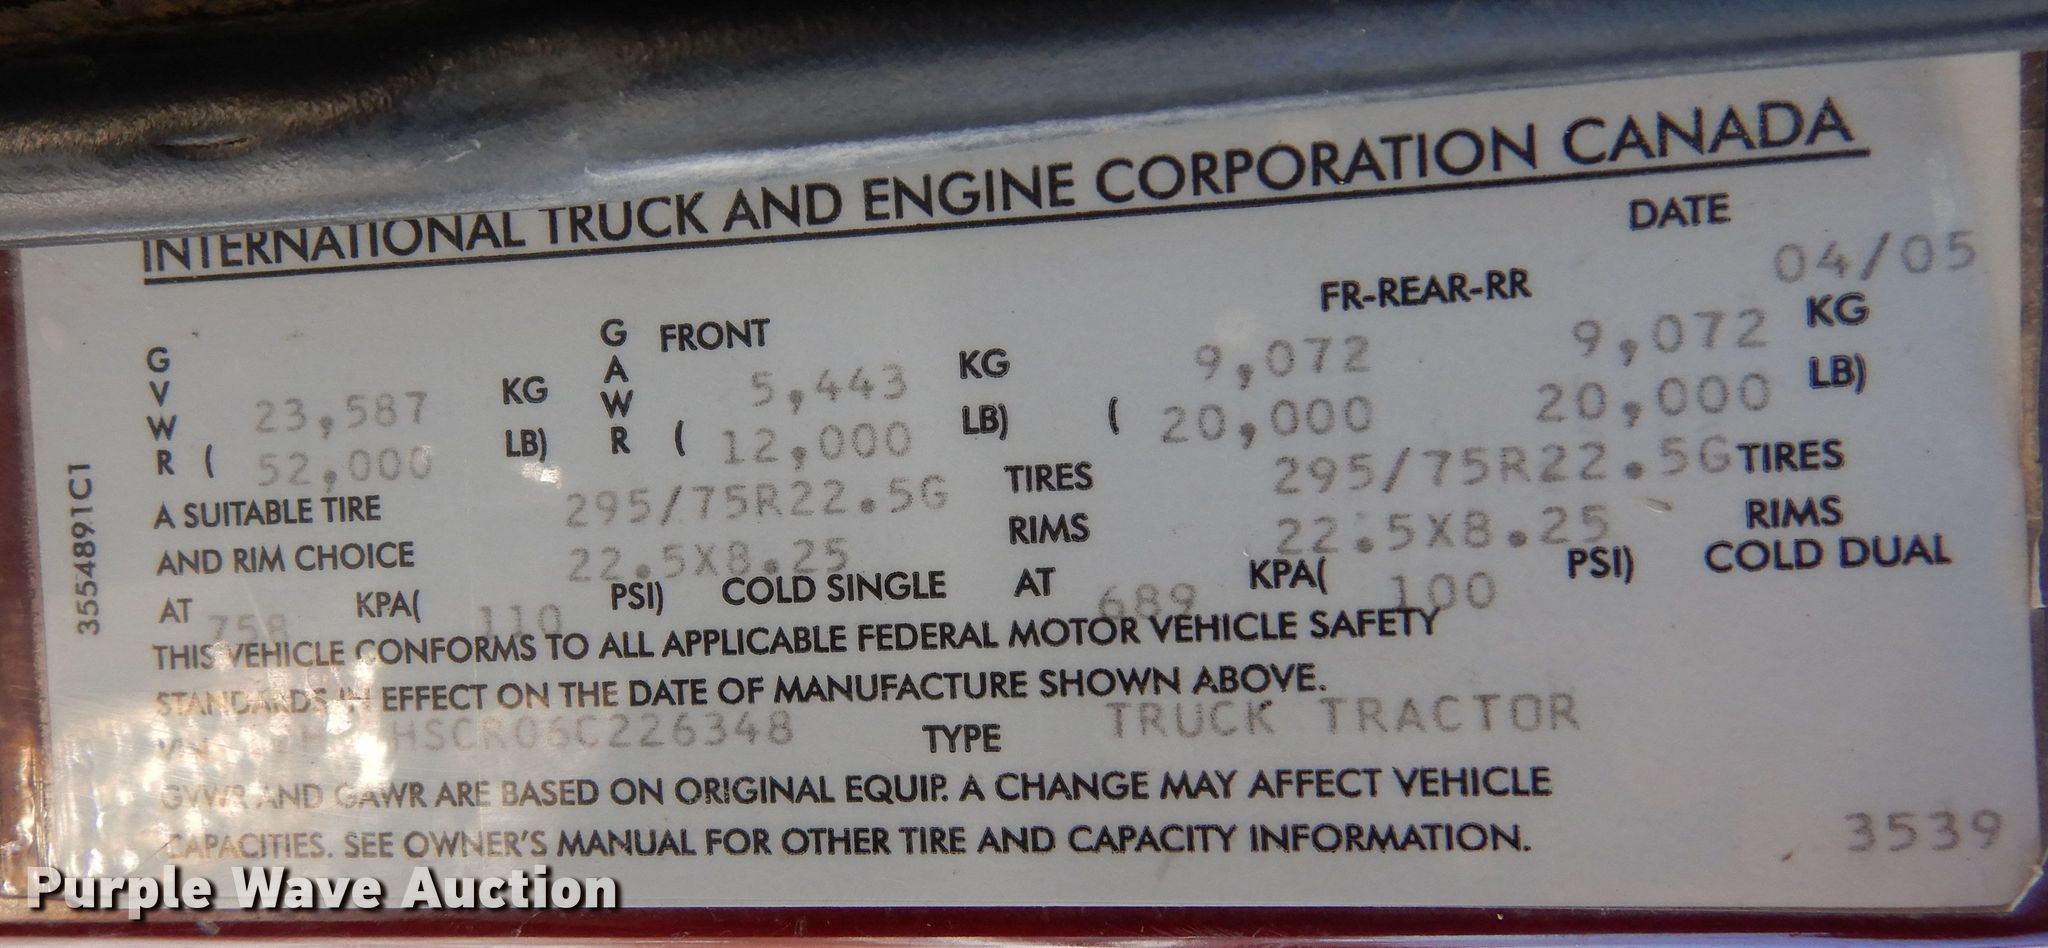 INTERNATIONAL TRUCK AND ENGINE CORPORATION CANADA
DATE
04/05
FR-REAR-RR
G A W R FRONT
G V W R
23,587 KG 5,443 KG 9,072 9,072 KG
( 52,000 LB) ( 12,000 LB) ( 20,000 20,000 LB)
A SUITABLE TIRE 295/75R22.5G TIRES 295/75R22.5G TIRES
AND RIM CHOICE 22.5X8.25 RIMS 22.5X8.25 RIMS
AT 758 KPA( 110 PSI) COLD SINGLE AT 689 KPA( 100 PSI) COLD DUAL
THIS VEHICLE CONFORMS TO ALL APPLICABLE FEDERAL MOTOR VEHICLE SAFETY
STANDARDS IN EFFECT ON THE DATE OF MANUFACTURE SHOWN ABOVE.
VIN TYPE TRUCK TRACTOR
GVWR AND GAWR ARE BASED ON ORIGINAL EQUIP. A CHANGE MAY AFFECT VEHICLE
CAPACITIES. SEE OWNER'S MANUAL FOR OTHER TIRE AND CAPACITY INFORMATION.
3539
3554891C1
Purple Wave Auction